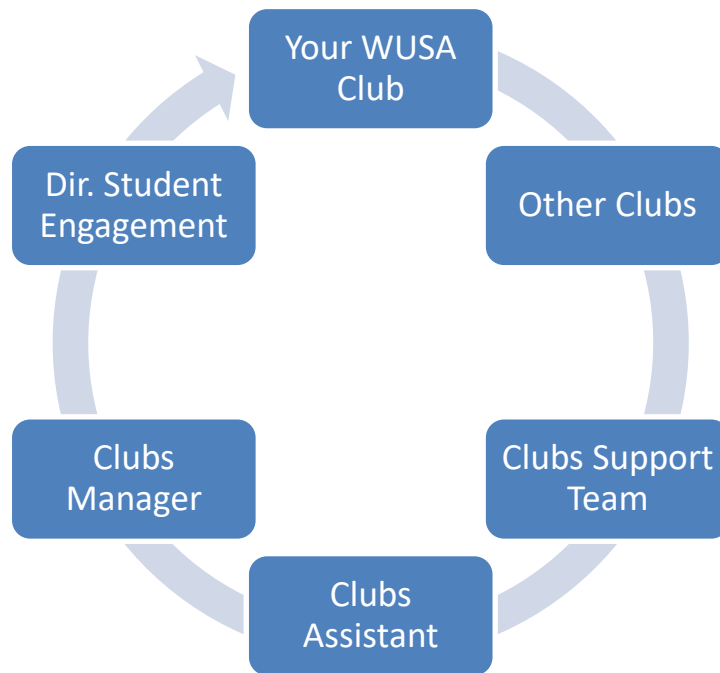 Your WUSA
Club
Other Clubs
Clubs Support
Team
Clubs
Assistant
Clubs
Manager
Dir. Student
Engagement